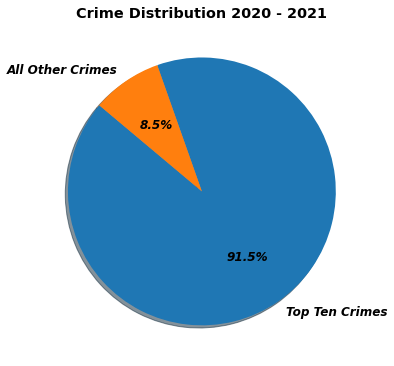 Crime Distribution 2020 - 2021
All Other Crimes
8.5%
91.5%
Top Ten Crimes